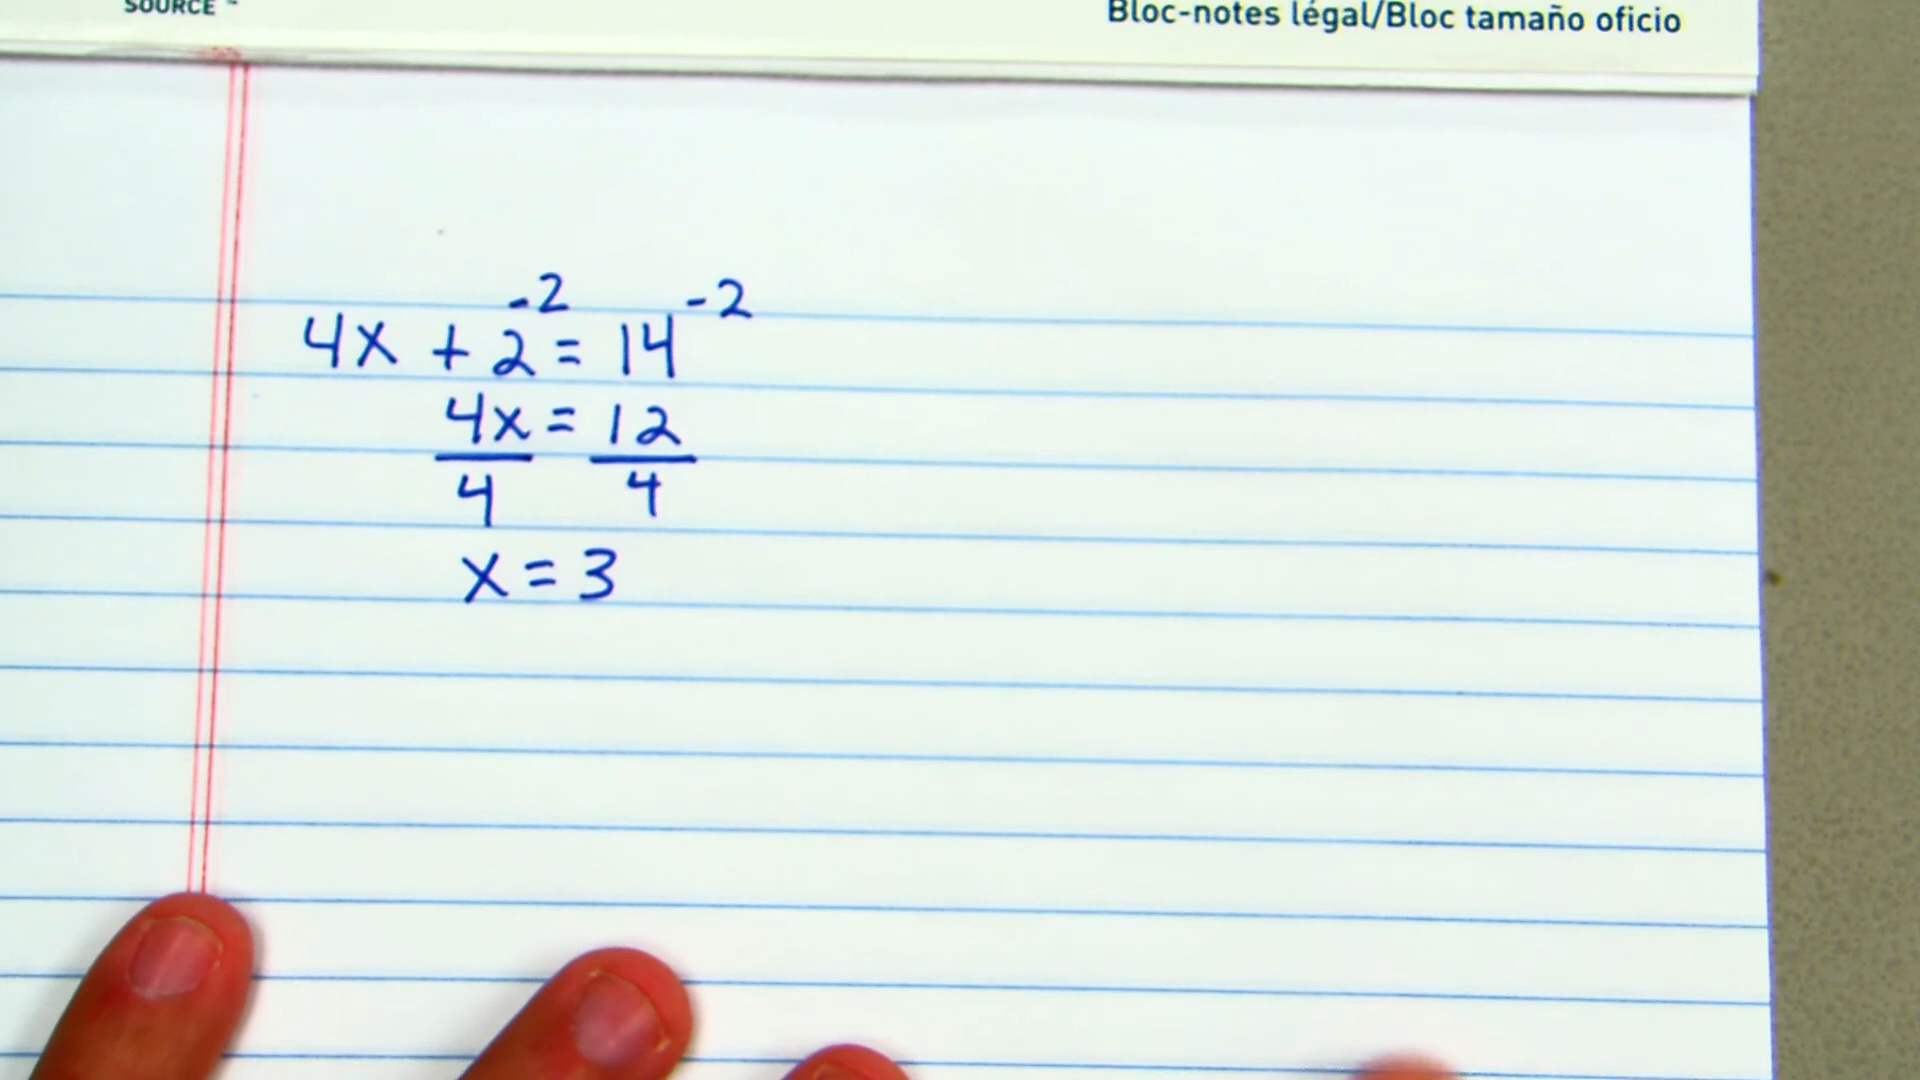 SOURCE
Bloc-notes légal/Bloc tamaño oficio
-2 -2
4x + 2 = 14
4x = 12
4 4
x = 3